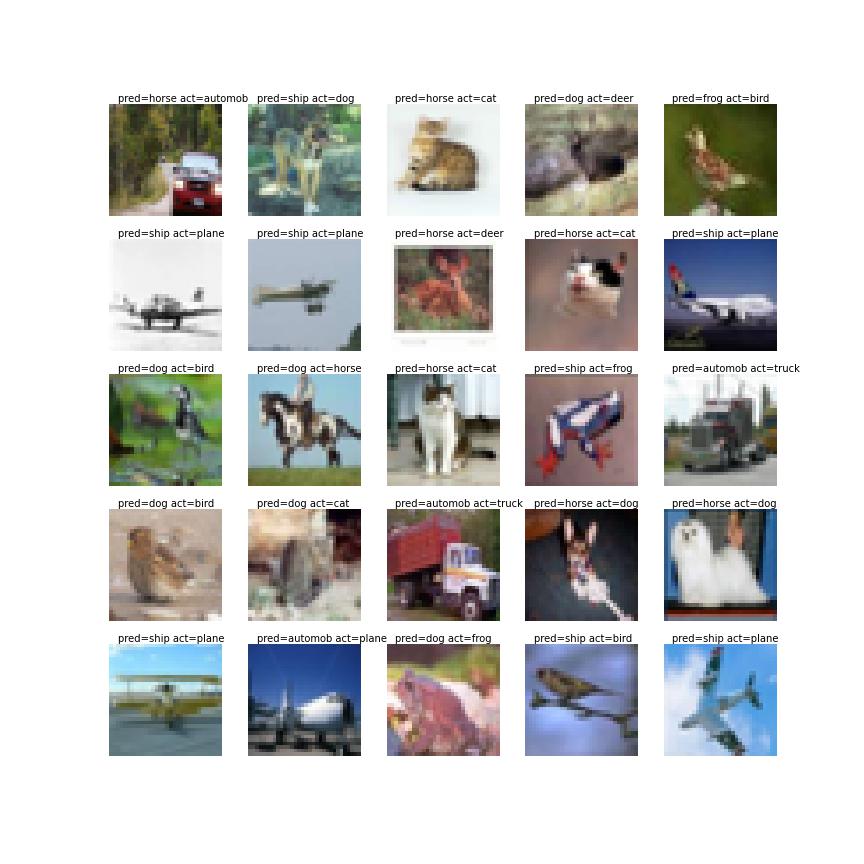 pred=horse act=automob pred=ship act=dog pred=horse act=cat pred=dog act=deer pred=frog act=bird
pred=ship act=plane pred=ship act=plane pred=horse act=deer pred=horse act=cat pred=ship act=plane
pred=dog act=bird pred=dog act=horse pred=horse act=cat pred=ship act=frog pred=automob act=truck
pred=dog act=bird pred=dog act=cat pred=automob act=truck pred=horse act=dog pred=horse act=dog
pred=ship act=plane pred=automob act=plane pred=dog act=frog pred=ship act=bird pred=ship act=plane